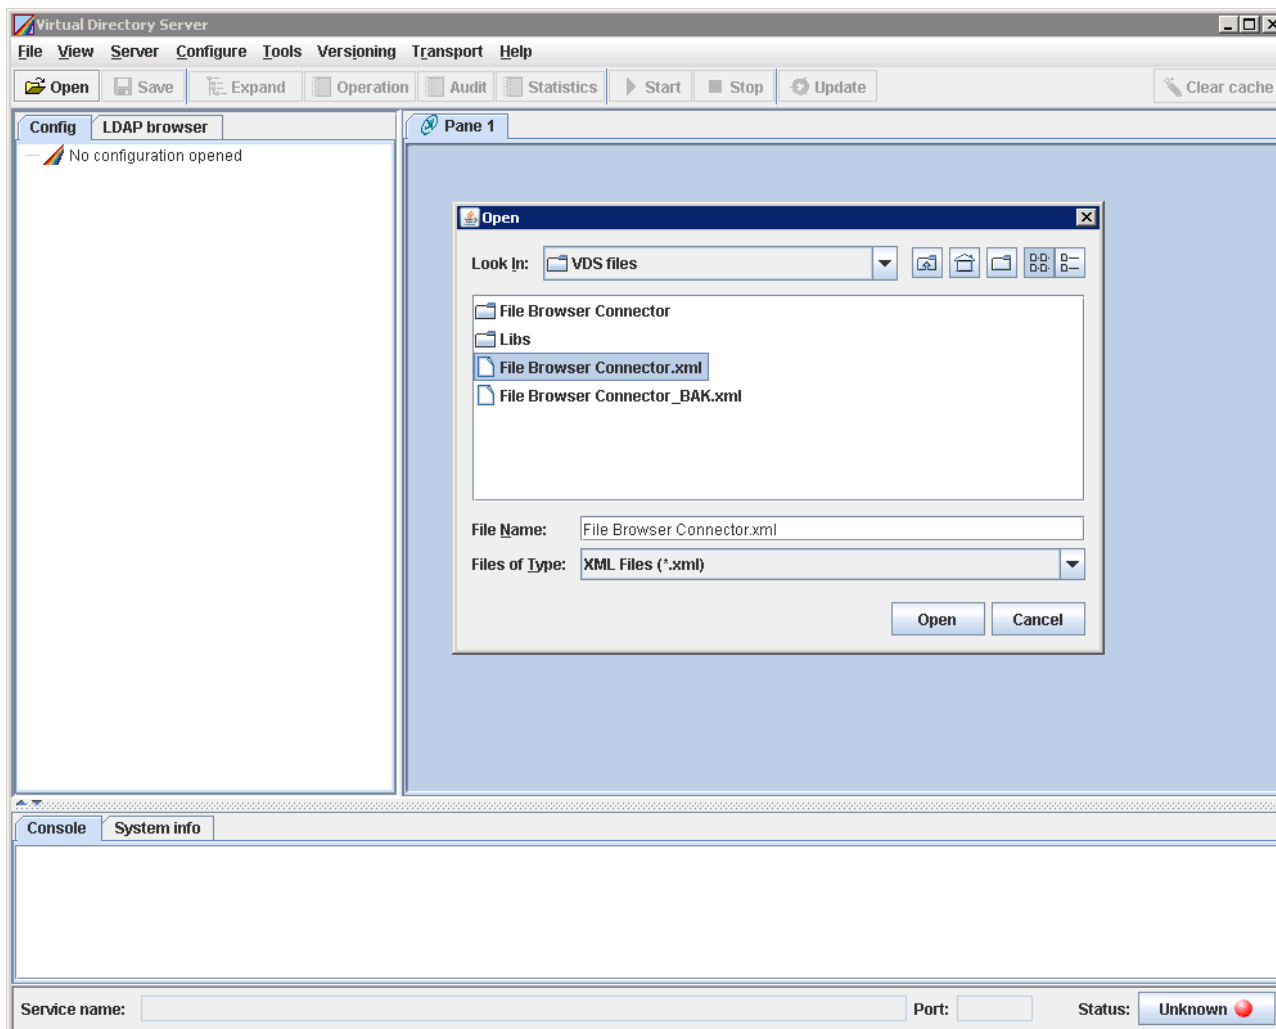 Virtual Directory Server
File View Server Configure Tools Versioning Transport Help
Open Save Expand Operation Audit Statistics Start Stop Update Clear cache
Config LDAP browser
No configuration opened
Pane 1
Open
Look In: VDS files
File Browser Connector
Libs
File Browser Connector.xml
File Browser Connector_BAK.xml
File Name: File Browser Connector.xml
Files of Type: XML Files (*.xml)
Open Cancel
Console System info
Service name: Port: Status: Unknown